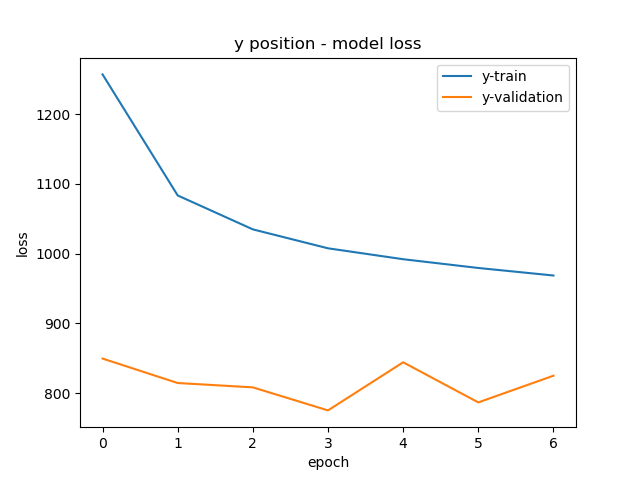 y position - model loss
y-train
y-validation
1200
1100
1000
900
800
loss
0 1 2 3 4 5 6
epoch